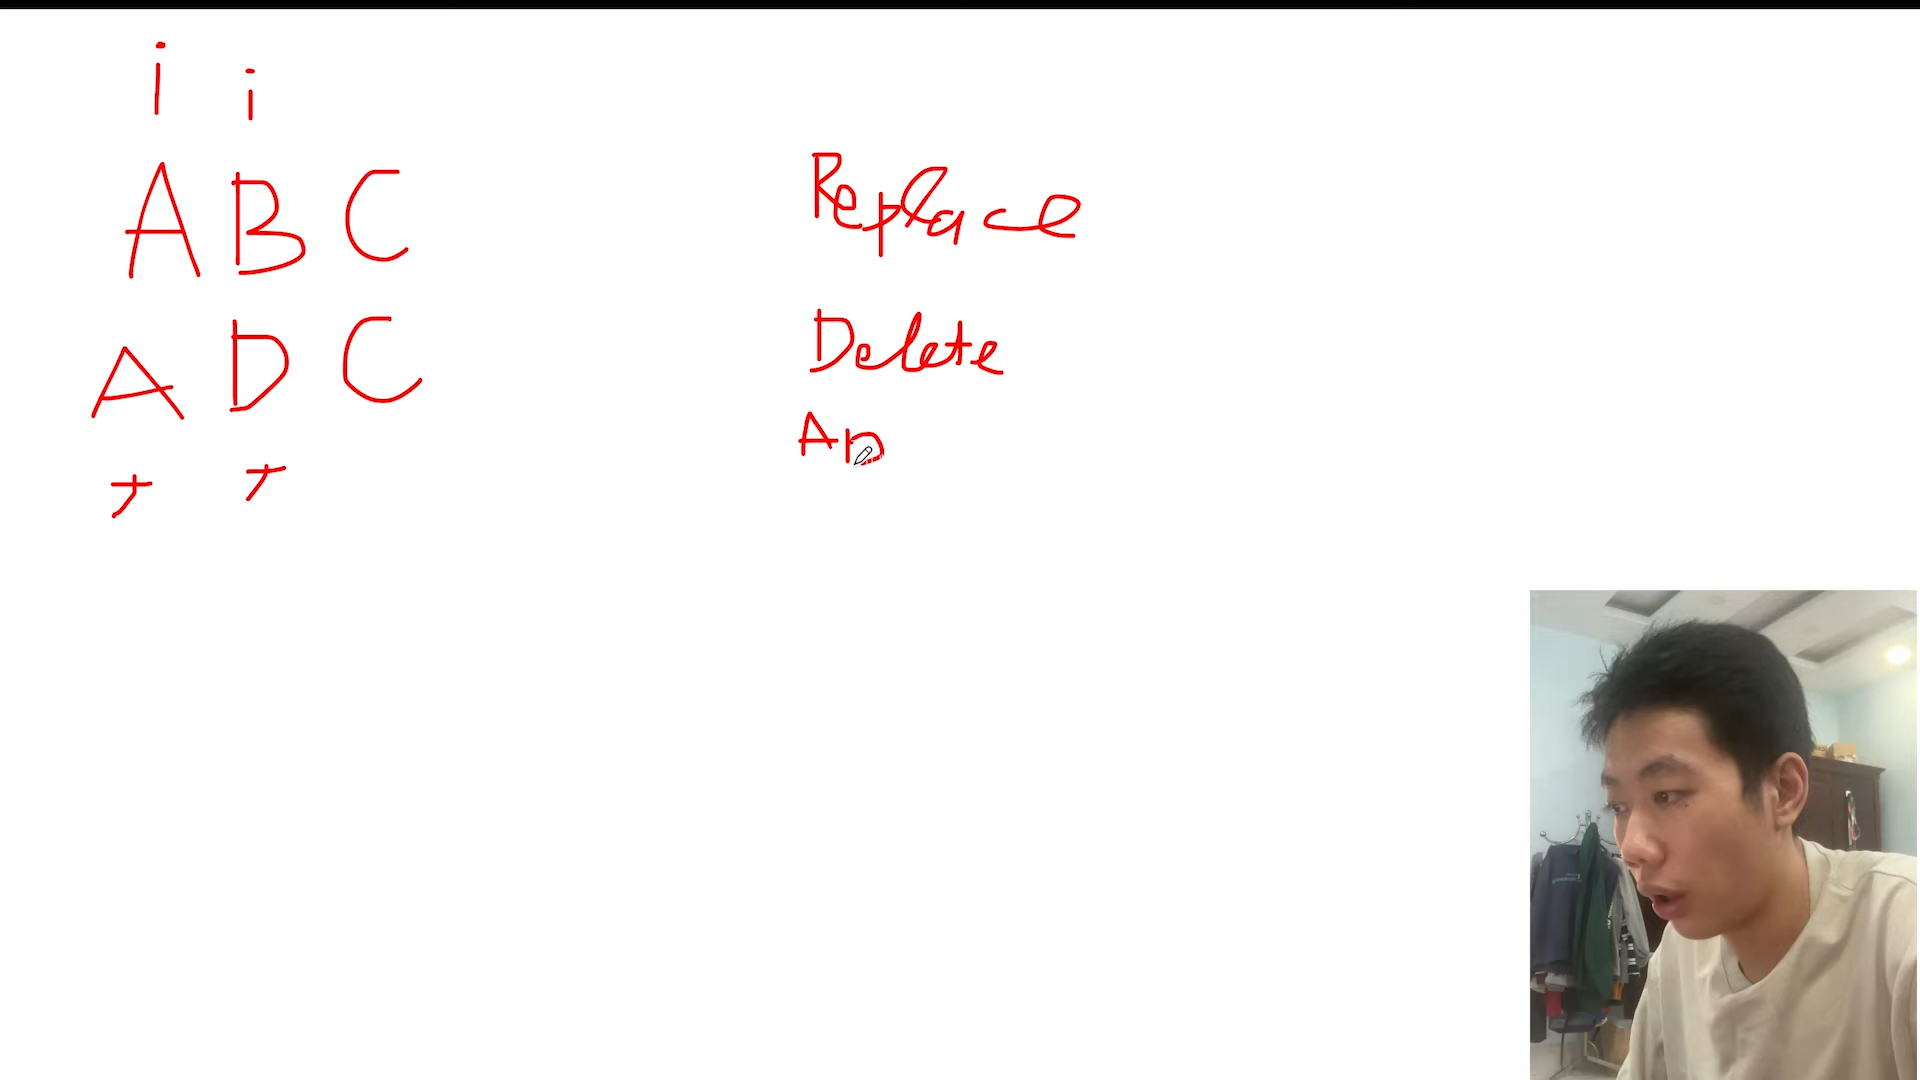 i i
A B C
A D C
Replace
Delete